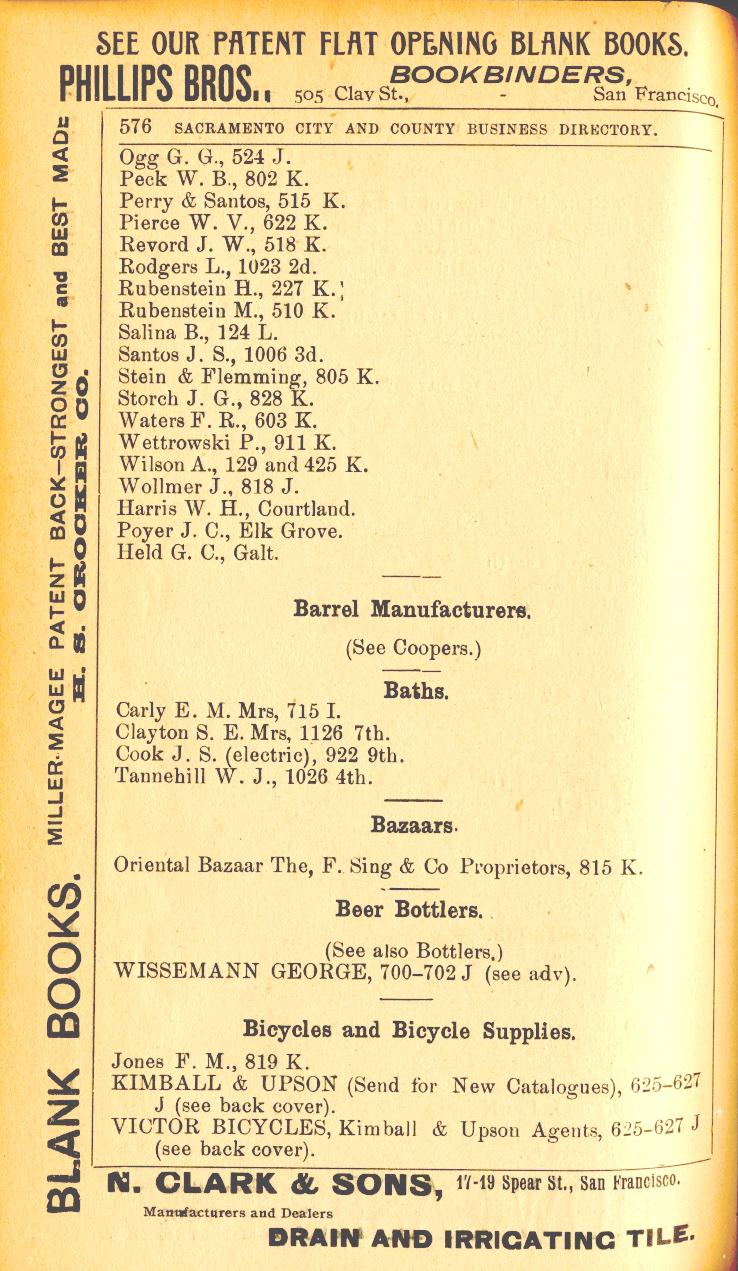 SEE OUR PATENT FLAT OPENING BLANK BOOKS.
PHILLIPS BROS., BOOKBINDERS,
505 Clay St., - San Francisco.
576 SACRAMENTO CITY AND COUNTY BUSINESS DIRECTORY.
Ogg G. G., 524 J.
Peck W. B., 802 K.
Perry & Santos, 515 K.
Pierce W. V., 622 K.
Revord J. W., 518 K.
Rodgers L., 1023 2d.
Rubenstein H., 227 K.
Rubenstein M., 510 K.
Salina B., 124 L.
Santos J. S., 1006 3d.
Stein & Flemming, 805 K.
Storch J. G., 828 K.
Waters F. R., 603 K.
Wettrowski P., 911 K.
Wilson A., 129 and 425 K.
Wollmer J., 818 J.
Harris W. H., Courtland.
Poyer J. C., Elk Grove.
Held G. C., Galt.
Barrel Manufacturers.
(See Coopers.)
Baths.
Carly E. M. Mrs, 715 I.
Clayton S. E. Mrs, 1126 7th.
Cook J. S. (electric), 922 9th.
Tannehill W. J., 1026 4th.
Bazaars.
Oriental Bazaar The, F. Sing & Co Proprietors, 815 K.
Beer Bottlers.
(See also Bottlers.)
WISSEMANN GEORGE, 700-702 J (see adv).
Bicycles and Bicycle Supplies.
Jones F. M., 819 K.
KIMBALL & UPSON (Send for New Catalogues), 625-627
J (see back cover).
VICTOR BICYCLES, Kimball & Upson Agents, 625-627 J
(see back cover).
BLANK BOOKS. MILLER-MAGEE PATENT BACK—STRONGEST and BEST MADE
H. S. CROCKER CO.
N. CLARK & SONS, 17-19 Spear St., San Francisco.
Manufacturers and Dealers
DRAIN AND IRRIGATING TILE.